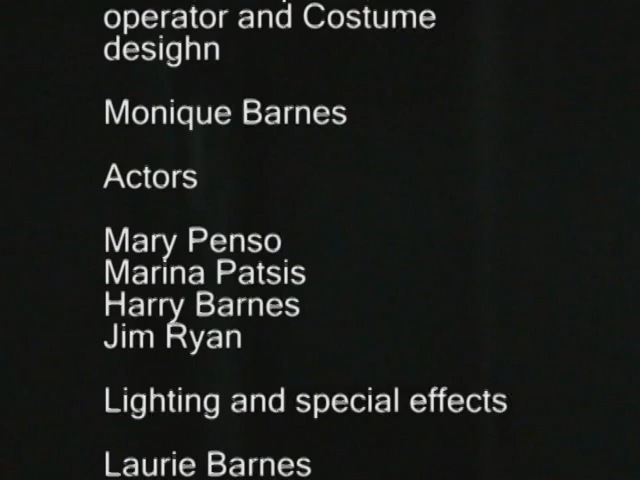 operator and Costume
desighn
Monique Barnes
Actors
Mary Penso
Marina Patsis
Harry Barnes
Jim Ryan
Lighting and special effects
Laurie Barnes